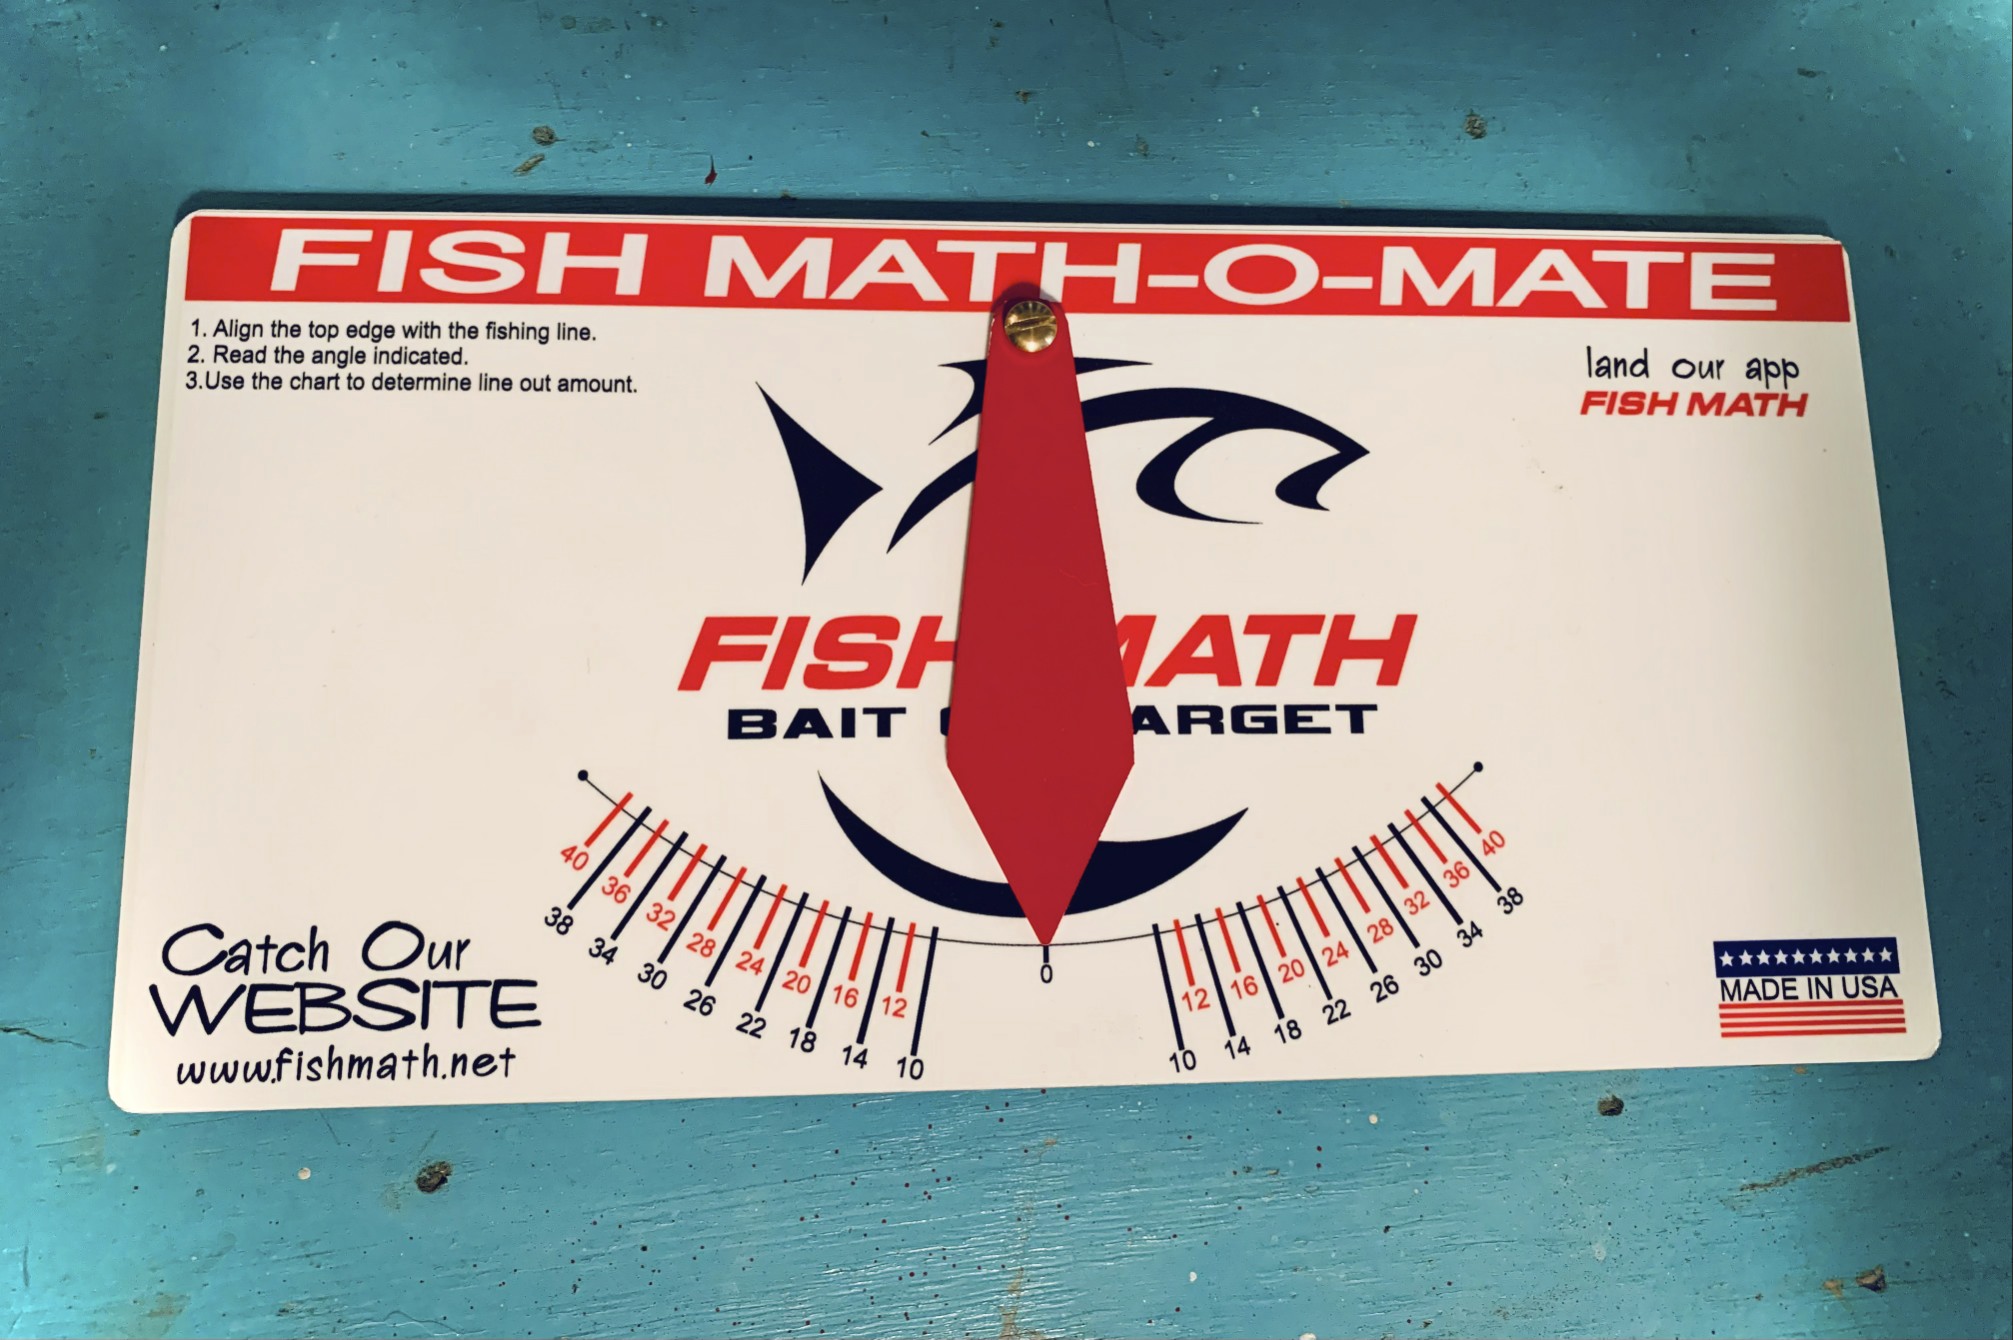 FISH MATH-O-MATE
1. Align the top edge with the fishing line.
2. Read the angle indicated.
3.Use the chart to determine line out amount.
land our app
FISH MATH
FISH MATH
BAIT ARGET
40 36 32 28 24 20 16 12
38 34 30 26 22 18 14 10
0
12 16 20 24 28 32 36 40
10 14 18 22 26 30 34 38
Catch Our
WEBSITE
www.fishmath.net
MADE IN USA